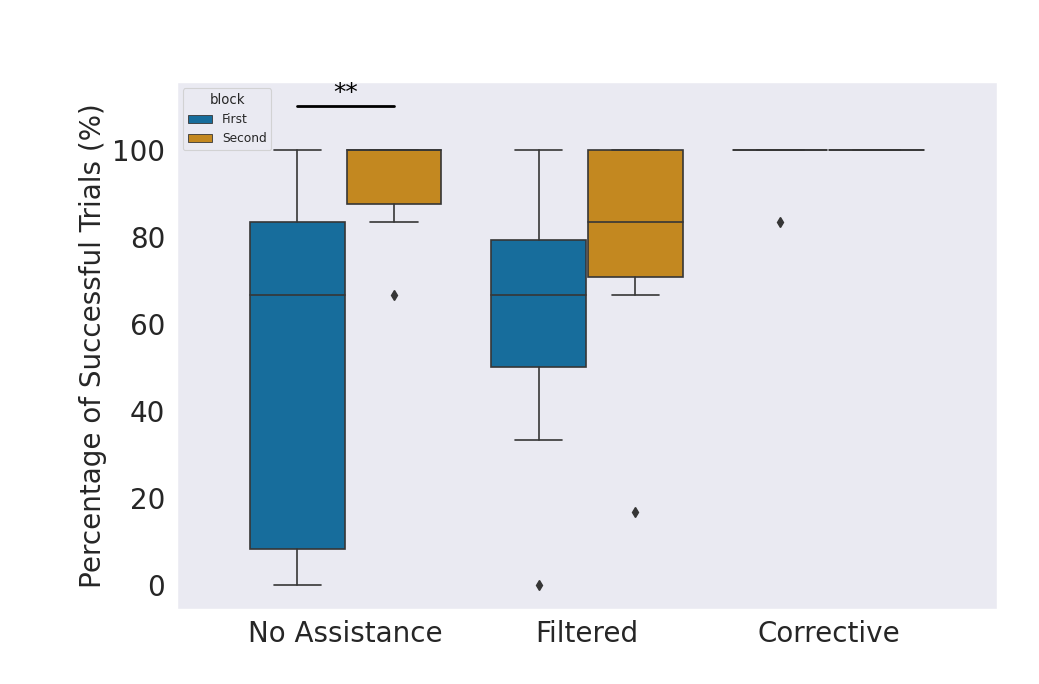 **
block
First
Second
Percentage of Successful Trials (%)
100
80
60
40
20
0
No Assistance
Filtered
Corrective